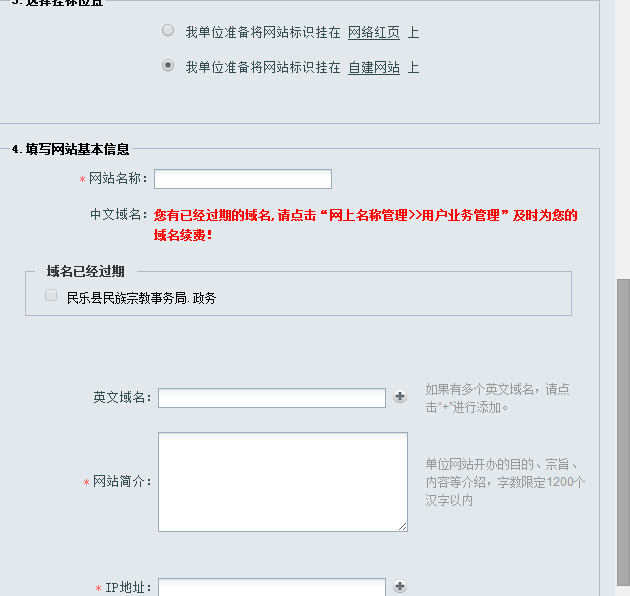 3. 选择挂标位置
我单位准备将网站标识挂在 网络红页 上
我单位准备将网站标识挂在 自建网站 上
4. 填写网站基本信息
* 网站名称：
中文域名： 您有已经过期的域名, 请点击“网上名称管理>>用户业务管理”及时为您的
域名续费！
域名已经过期
民乐县民族宗教事务局. 政务
英文域名：
如果有多个英文域名，请点
击“+”进行添加。
* 网站简介：
单位网站开办的目的、宗旨、
内容等介绍，字数限定1200个
汉字以内
* IP地址：